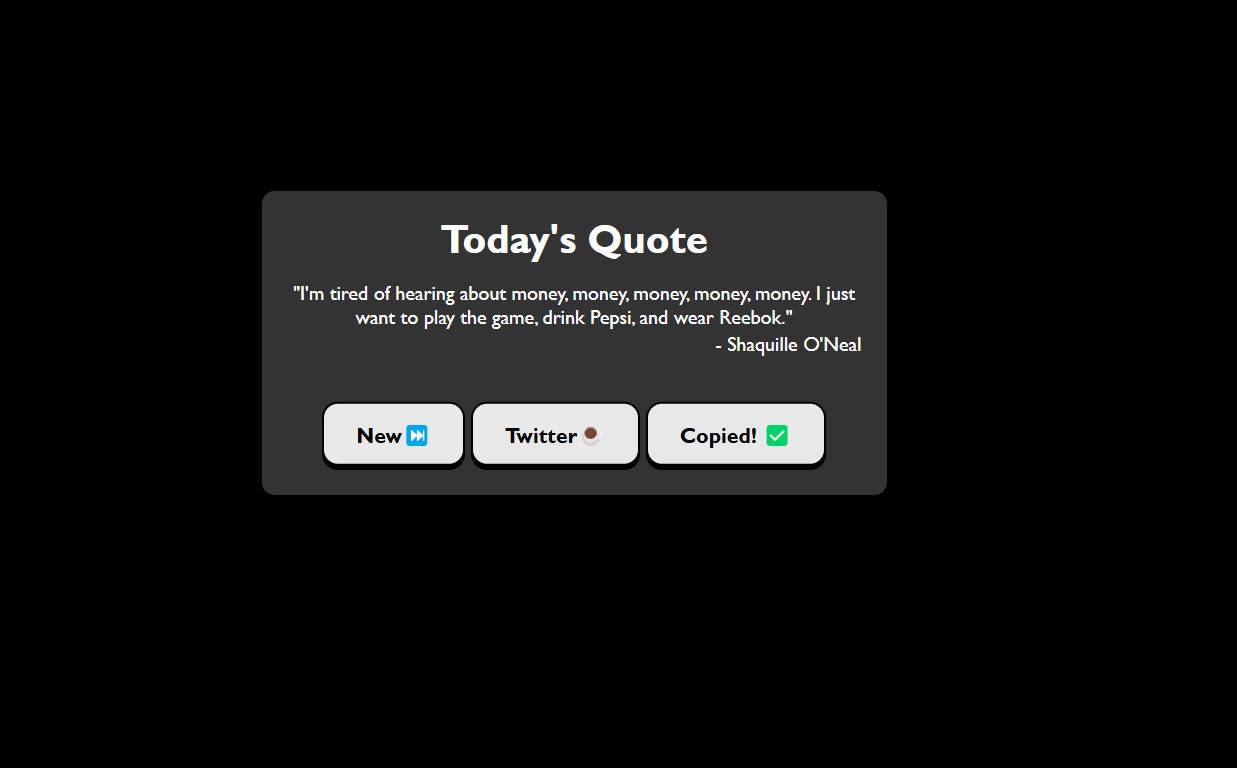 Today's Quote
"I'm tired of hearing about money, money, money, money, money. I just
want to play the game, drink Pepsi, and wear Reebok."
- Shaquille O'Neal
New ⏭️ Twitter ☕ Copied! ✅